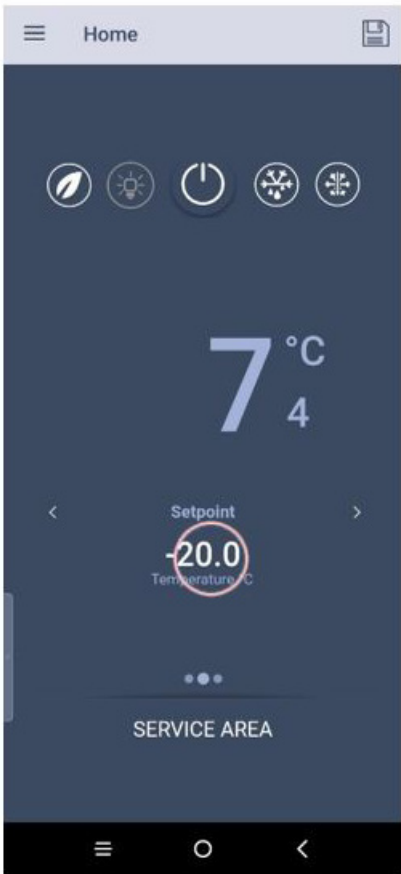 Home
7 °C
4
Setpoint
-20.0
Temperature °C
SERVICE AREA